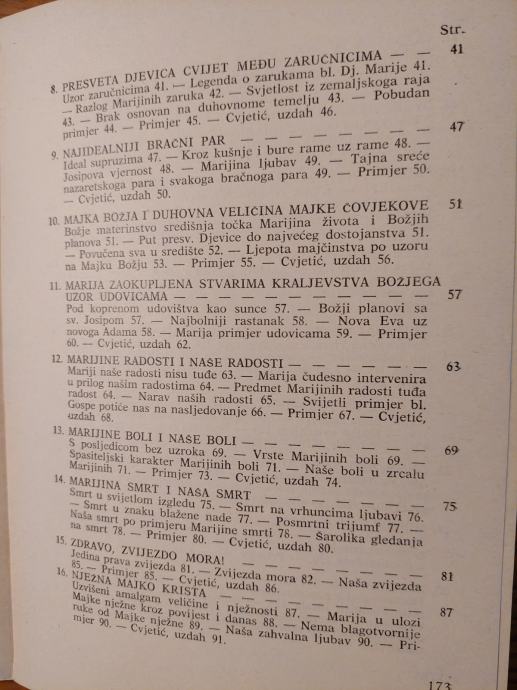 Str.
8. PRESVETA DJEVICA CVIJET MEĐU ZARUČNICIMA — — 41
Uzor zaručnicima 41. — Legenda o zarukama bl. Dj. Marije 41.
— Razlog Marijinih zaruka 42. — Svjetlost iz zemaljskoga raja
43. — Brak osnovan na duhovnome temelju 43. — Pobudan
primjer 44. — Primjer 45. — Cvjetić, uzdah 46.
9. NAJIDEALNIJI BRAČNI PAR — — — — — — — 47
Ideal supruzima 47. — Kroz kušnje i bure rame uz rame 48. —
Josipova vjernost 48. — Marijina ljubav 49. — Tajna sreće
nazaretskoga para i svakoga bračnoga para 49. — Primjer 50.
— Cvjetić, uzdah 50.
10. MAJKA BOŽJA I DUHOVNA VELIČINA MAJKE ČOVJEKOVE 51
Božje materinstvo središnja točka Marijina života i Božjih
planova 51. — Put presv. Djevice do najvećeg dostojanstva 51.
— Povučena sva u središte 52. — Ljepota majčinstva po uzoru
na Majku Božju 53. — Primjer 55. — Cvjetić, uzdah 56.
11. MARIJA ZAOKUPLJENA STVARIMA KRALJEVSTVA BOŽJEGA
UZOR UDOVICAMA — — — — — — — — — — 57
Pod koprenom udovištva kao sunce 57. — Božji planovi sa
sv. Josipom 57. — Najbolniji rastanak 58. — Nova Eva uz
novoga Adama 58. — Marija primjer udovicama 59. — Primjer
60. — Cvjetić, uzdah 62.
12. MARIJINE RADOSTI I NAŠE RADOSTI — — — — — — 63
Mariji naše radosti nisu tuđe 63. — Marija čudesno intervenira
u prilog našim radostima 64. — Predmet Marijinih radosti tuđa
radost 64. — Narav naših radosti 65. — Svijetli primjer bl.
Gospe potiče nas na nasljedovanje 66. — Primjer 67. — Cvjetić,
uzdah 68.
13. MARIJINE BOLI I NAŠE BOLI — — — — — — — — 69
S posljedicom bez uzroka 69. — Vrste Marijinih boli 69. —
Spasiteljski karakter Marijinih boli 71. — Naše boli u zrcalu
Marijinih 71. — Primjer 73. — Cvjetić, uzdah 74.
14. MARIJINA SMRT I NAŠA SMRT — — — — — — — 75
Smrt u svijetlom izgledu 75. — Smrt na vrhuncima ljubavi 76.
— Smrt u znaku blažene nade 77. — Posmrtni trijumf 77. —
Naša smrt po primjeru Marijine smrti 78. — Šarolika gledanja
na smrt 78. — Primjer 80. — Cvjetić, uzdah 80.
15. ZDRAVO, ZVIJEZDO MORA! — — — — — — — — 81
Jedina prava zvijezda 81. — Zvijezda mora 82. — Naša zvijezda
85. — Primjer 85. — Cvjetić, uzdah 86.
16. NJEŽNA MAJKO KRISTA — — — — — — — — — 87
Uzvišeni amalgam veličine i nježnosti 87. — Marija u ulozi
Majke nježne kroz povijest i danas 88. — Nema blagotvornije
ruke od Majke nježne 89. — Naša zahvalna ljubav 90. — Pri-
mjer 90. — Cvjetić, uzdah 91.
173